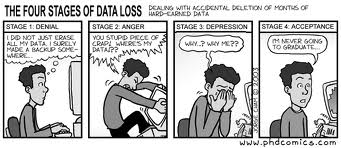 THE FOUR STAGES OF DATA LOSS
DEALING WITH ACCIDENTAL DELETION OF MONTHS OF
HARD-EARNED DATA
STAGE 1: DENIAL
I DID NOT JUST ERASE
ALL MY DATA. I SURELY
MADE A BACKUP SOME-
WHERE.
STAGE 2: ANGER
YOU STUPID PIECE OF
CRAP! WHERE'S MY
DATA!??
STAGE 3: DEPRESSION
WHY..? WHY ME??
JORGE CHAM © 2005
STAGE 4: ACCEPTANCE
I'M NEVER
GOING TO
GRADUATE...
www.phdcomics.com